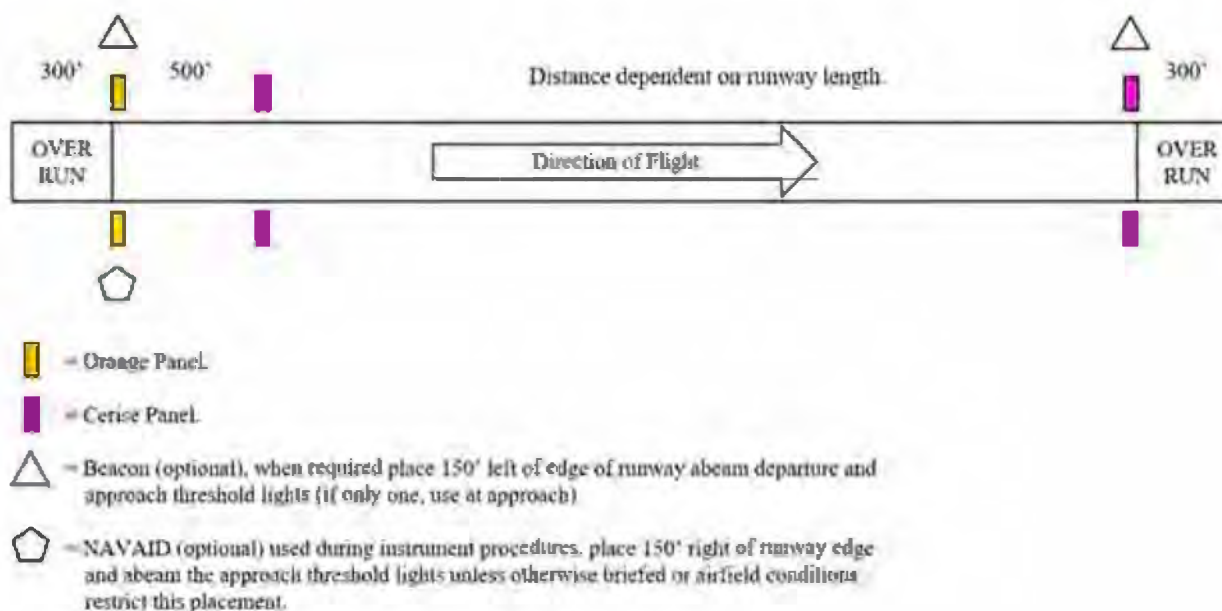 300' 500' Distance dependent on runway length. 300'
OVER
RUN
Direction of Flight
OVER
RUN
= Orange Panel.
= Cerise Panel.
= Beacon (optional), when required place 150' left of edge of runway abeam departure and
approach threshold lights (if only one, use at approach)
= NAVAID (optional) used during instrument procedures, place 150' right of runway edge
and abeam the approach threshold lights unless otherwise briefed or airfield conditions
restrict this placement.